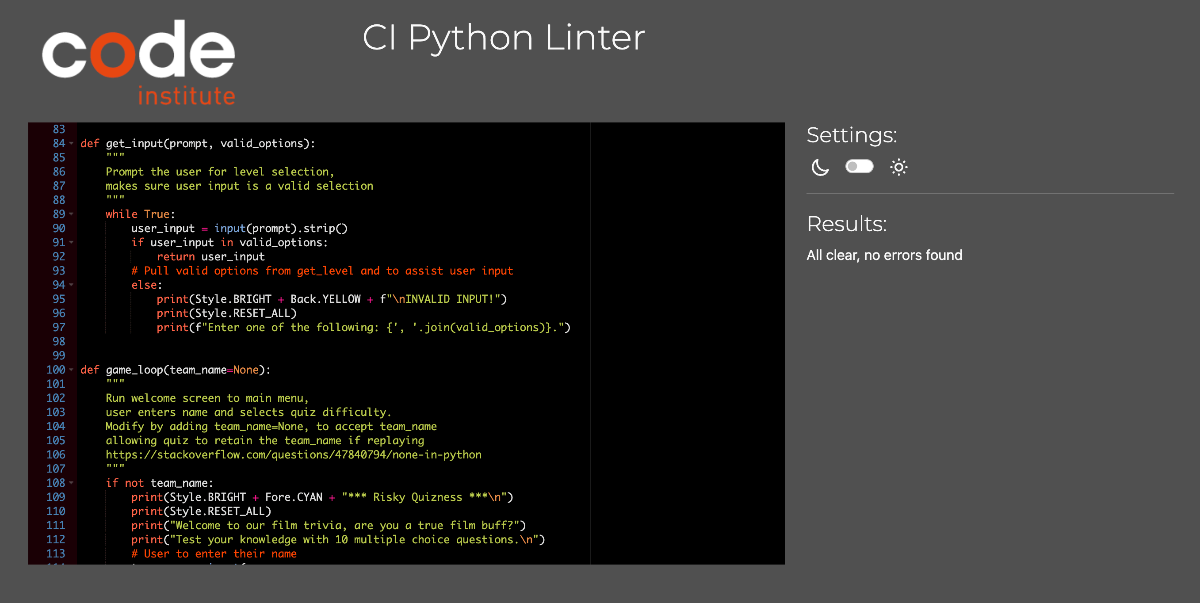 code
institute
CI Python Linter
83
84 def get_input(prompt, valid_options):
85 """
86 Prompt the user for level selection,
87 makes sure user input is a valid selection
88 """
89 while True:
90 user_input = input(prompt).strip()
91 if user_input in valid_options:
92 return user_input
93 # Pull valid options from get_level and to assist user input
94 else:
95 print(Style.BRIGHT + Back.YELLOW + f"\nINVALID INPUT!")
96 print(Style.RESET_ALL)
97 print(f"Enter one of the following: {', '.join(valid_options)}.")
98
99
100 def game_loop(team_name=None):
101 """
102 Run welcome screen to main menu,
103 user enters name and selects quiz difficulty.
104 Modify by adding team_name=None, to accept team_name
105 allowing quiz to retain the team_name if replaying
106 https://stackoverflow.com/questions/47840794/none-in-python
107 """
108 if not team_name:
109 print(Style.BRIGHT + Fore.CYAN + "*** Risky Quizness ***\n")
110 print(Style.RESET_ALL)
111 print("Welcome to our film trivia, are you a true film buff?")
112 print("Test your knowledge with 10 multiple choice questions.\n")
113 # User to enter their name
Settings:
Results:
All clear, no errors found